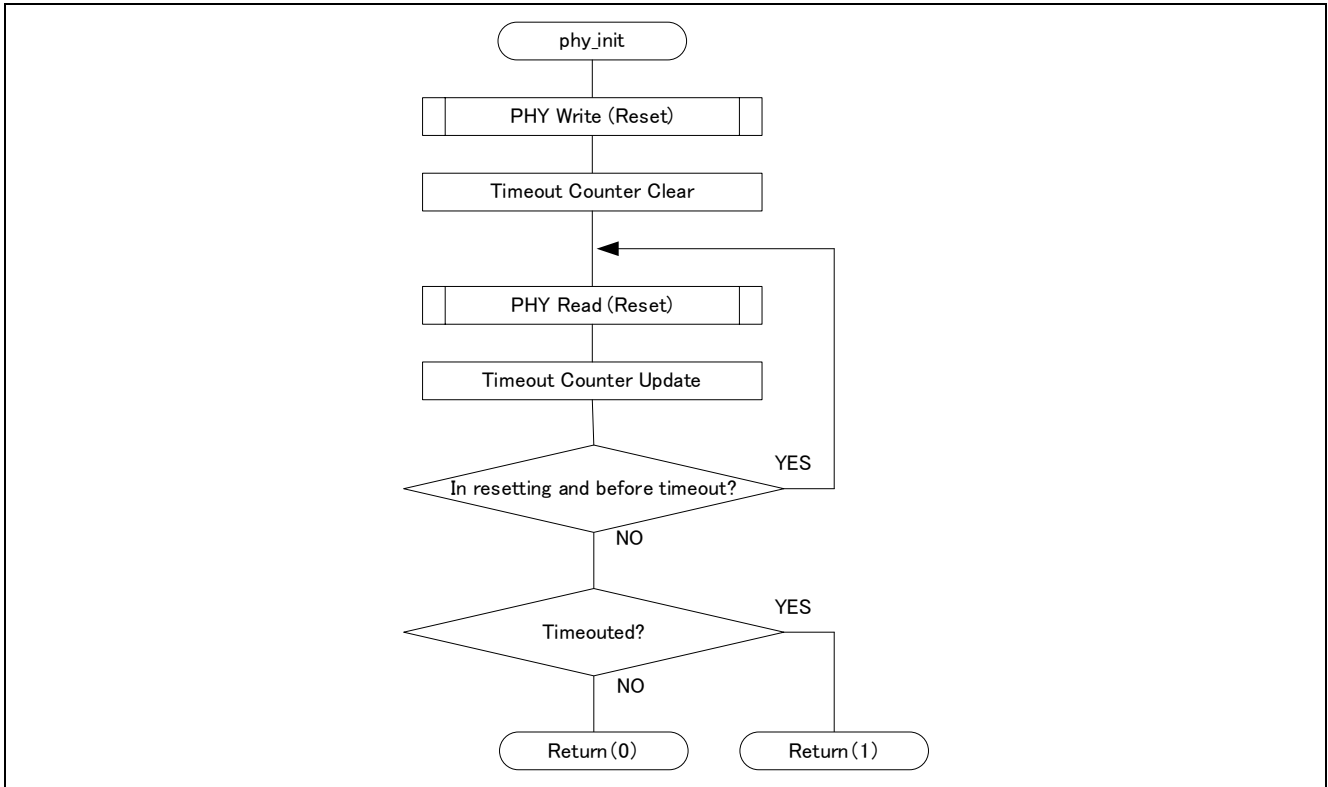 phy_init
PHY Write (Reset)
Timeout Counter Clear
PHY Read (Reset)
Timeout Counter Update
YES
In resetting and before timeout?
NO
YES
Timeouted?
NO
Return(0)
Return(1)